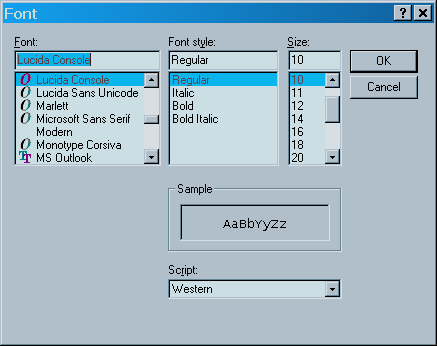 Font
Font: Font style: Size:
Lucida Console Regular 10 OK
Lucida Console Regular 10 Cancel
Lucida Sans Unicode Italic 11
Marlett Bold 12
Microsoft Sans Serif Bold Italic 14
Modern 16
Monotype Corsiva 18
MS Outlook 20
Sample
AaBbYyZz
Script:
Western